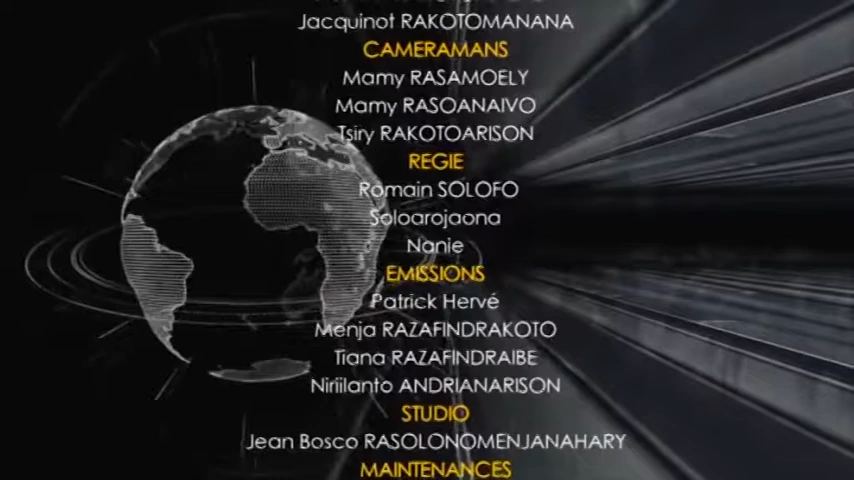 Jacquinot RAKOTOMANANA
CAMERAMANS
Mamy RASAMOELY
Mamy RASOANAIVO
Tsiry RAKOTOARISON
REGIE
Romain SOLOFO
Soloarojaona
Nanie
EMISSIONS
Patrick Hervé
Menja RAZAFINDRAKOTO
Tiana RAZAFINDRAIBE
Niriilanto ANDRIANARISON
STUDIO
Jean Bosco RASOLONOMENJANAHARY
MAINTENANCES